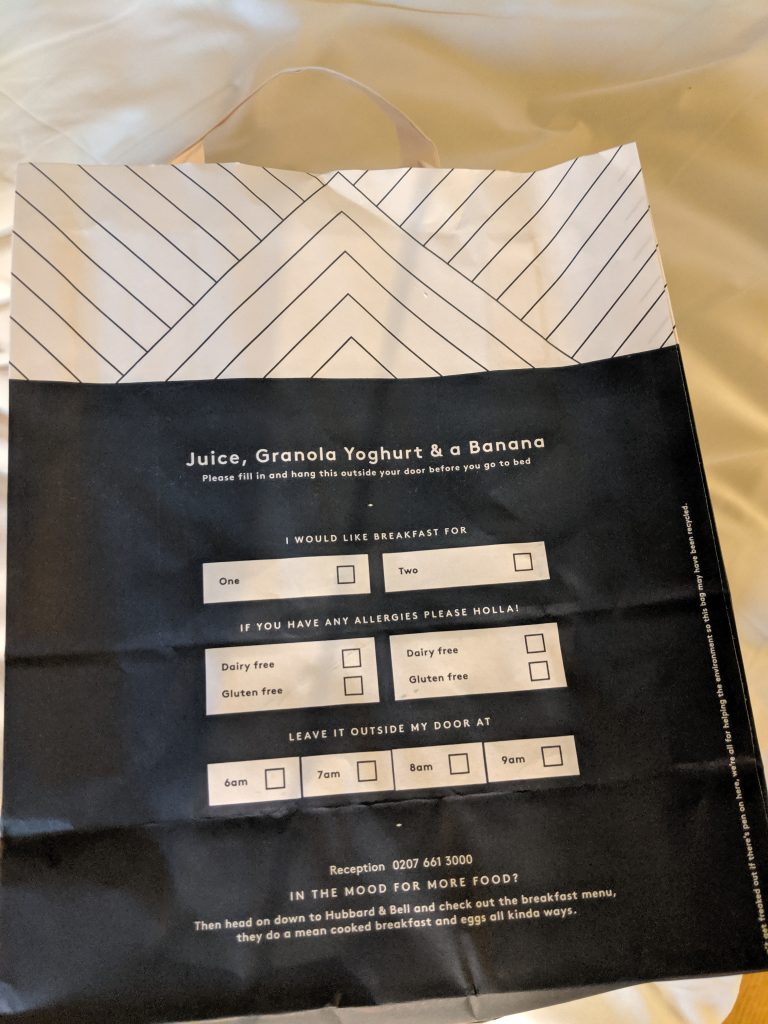 Juice, Granola Yoghurt & a Banana
Please fill in and hang this outside your door before you go to bed
I WOULD LIKE BREAKFAST FOR
One Two
IF YOU HAVE ANY ALLERGIES PLEASE HOLLA!
Dairy free Dairy free
Gluten free Gluten free
LEAVE IT OUTSIDE MY DOOR AT
6am 7am 8am 9am
Reception 0207 661 3000
IN THE MOOD FOR MORE FOOD?
Then head on down to Hubbard & Bell and check out the breakfast menu,
they do a mean cooked breakfast and eggs all kinda ways.
get freaked out if there's pen on here, we're all for helping the environment so this bag may have been recycled.